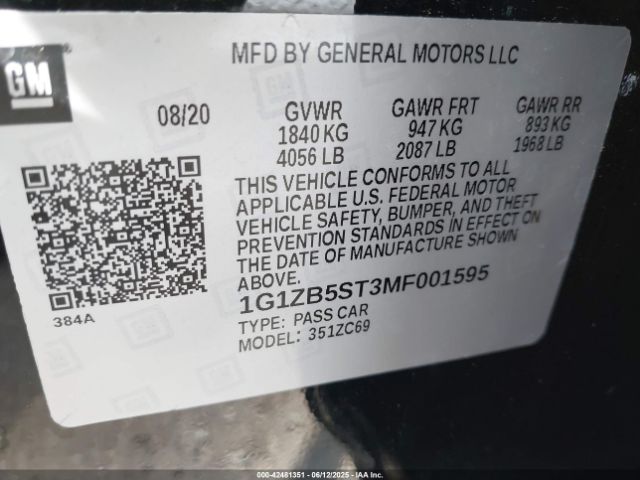 GM
MFD BY GENERAL MOTORS LLC
08/20 GVWR GAWR FRT GAWR RR
1840 KG 947 KG 893 KG
4056 LB 2087 LB 1968 LB
THIS VEHICLE CONFORMS TO ALL
APPLICABLE U.S. FEDERAL MOTOR
VEHICLE SAFETY, BUMPER, AND THEFT
PREVENTION STANDARDS IN EFFECT ON
THE DATE OF MANUFACTURE SHOWN
ABOVE.
1G1ZB5ST3MF001595
384A
TYPE: PASS CAR
MODEL: 351ZC69
000-42481351 - 06/12/2025 - IAAI, Inc.